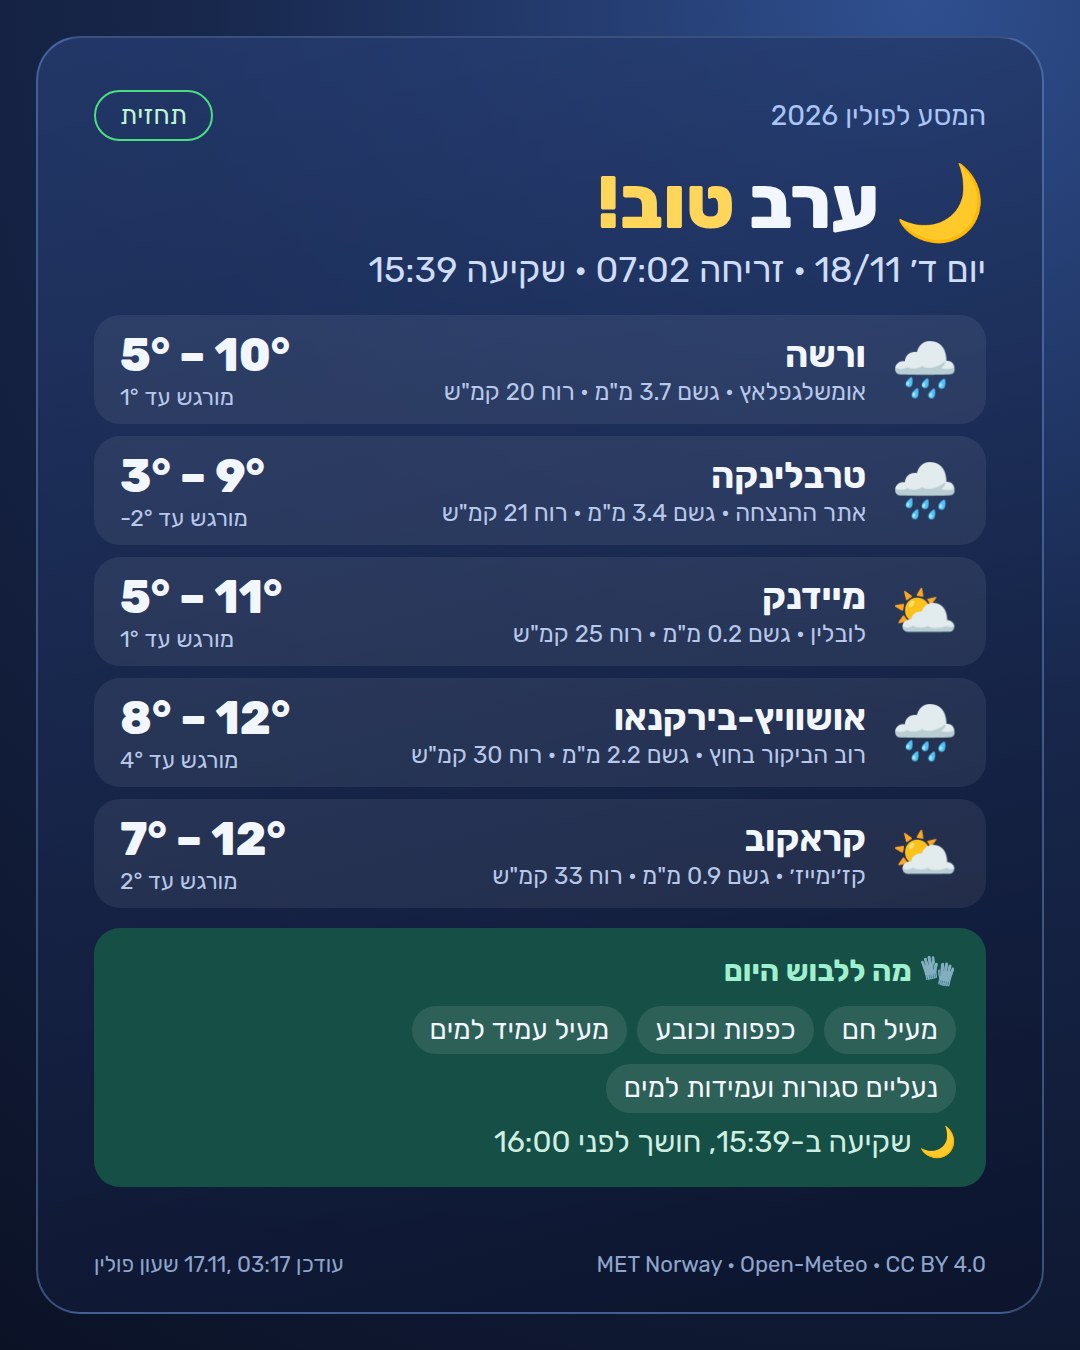 המסע לפולין 2026
תחזית
ערב טוב!
יום ד׳ 18/11 • זריחה 07:02 • שקיעה 15:39
ורשה
אומשלגפלאץ • גשם 3.7 מ"מ • רוח 20 קמ"ש
5° – 10°
מורגש עד 1°
טרבלינקה
אתר ההנצחה • גשם 3.4 מ"מ • רוח 21 קמ"ש
3° – 9°
מורגש עד -2°
מיידנק
לובלין • גשם 0.2 מ"מ • רוח 25 קמ"ש
5° – 11°
מורגש עד 1°
אושוויץ-בירקנאו
רוב הביקור בחוץ • גשם 2.2 מ"מ • רוח 30 קמ"ש
8° – 12°
מורגש עד 4°
קראקוב
קז׳ימייז׳ • גשם 0.9 מ"מ • רוח 33 קמ"ש
7° – 12°
מורגש עד 2°
מה ללבוש היום
מעיל חם כפפות וכובע מעיל עמיד למים
נעליים סגורות ועמידות למים
שקיעה ב-15:39, חושך לפני 16:00
MET Norway • Open-Meteo • CC BY 4.0
עודכן 03:17 ,17.11 שעון פולין